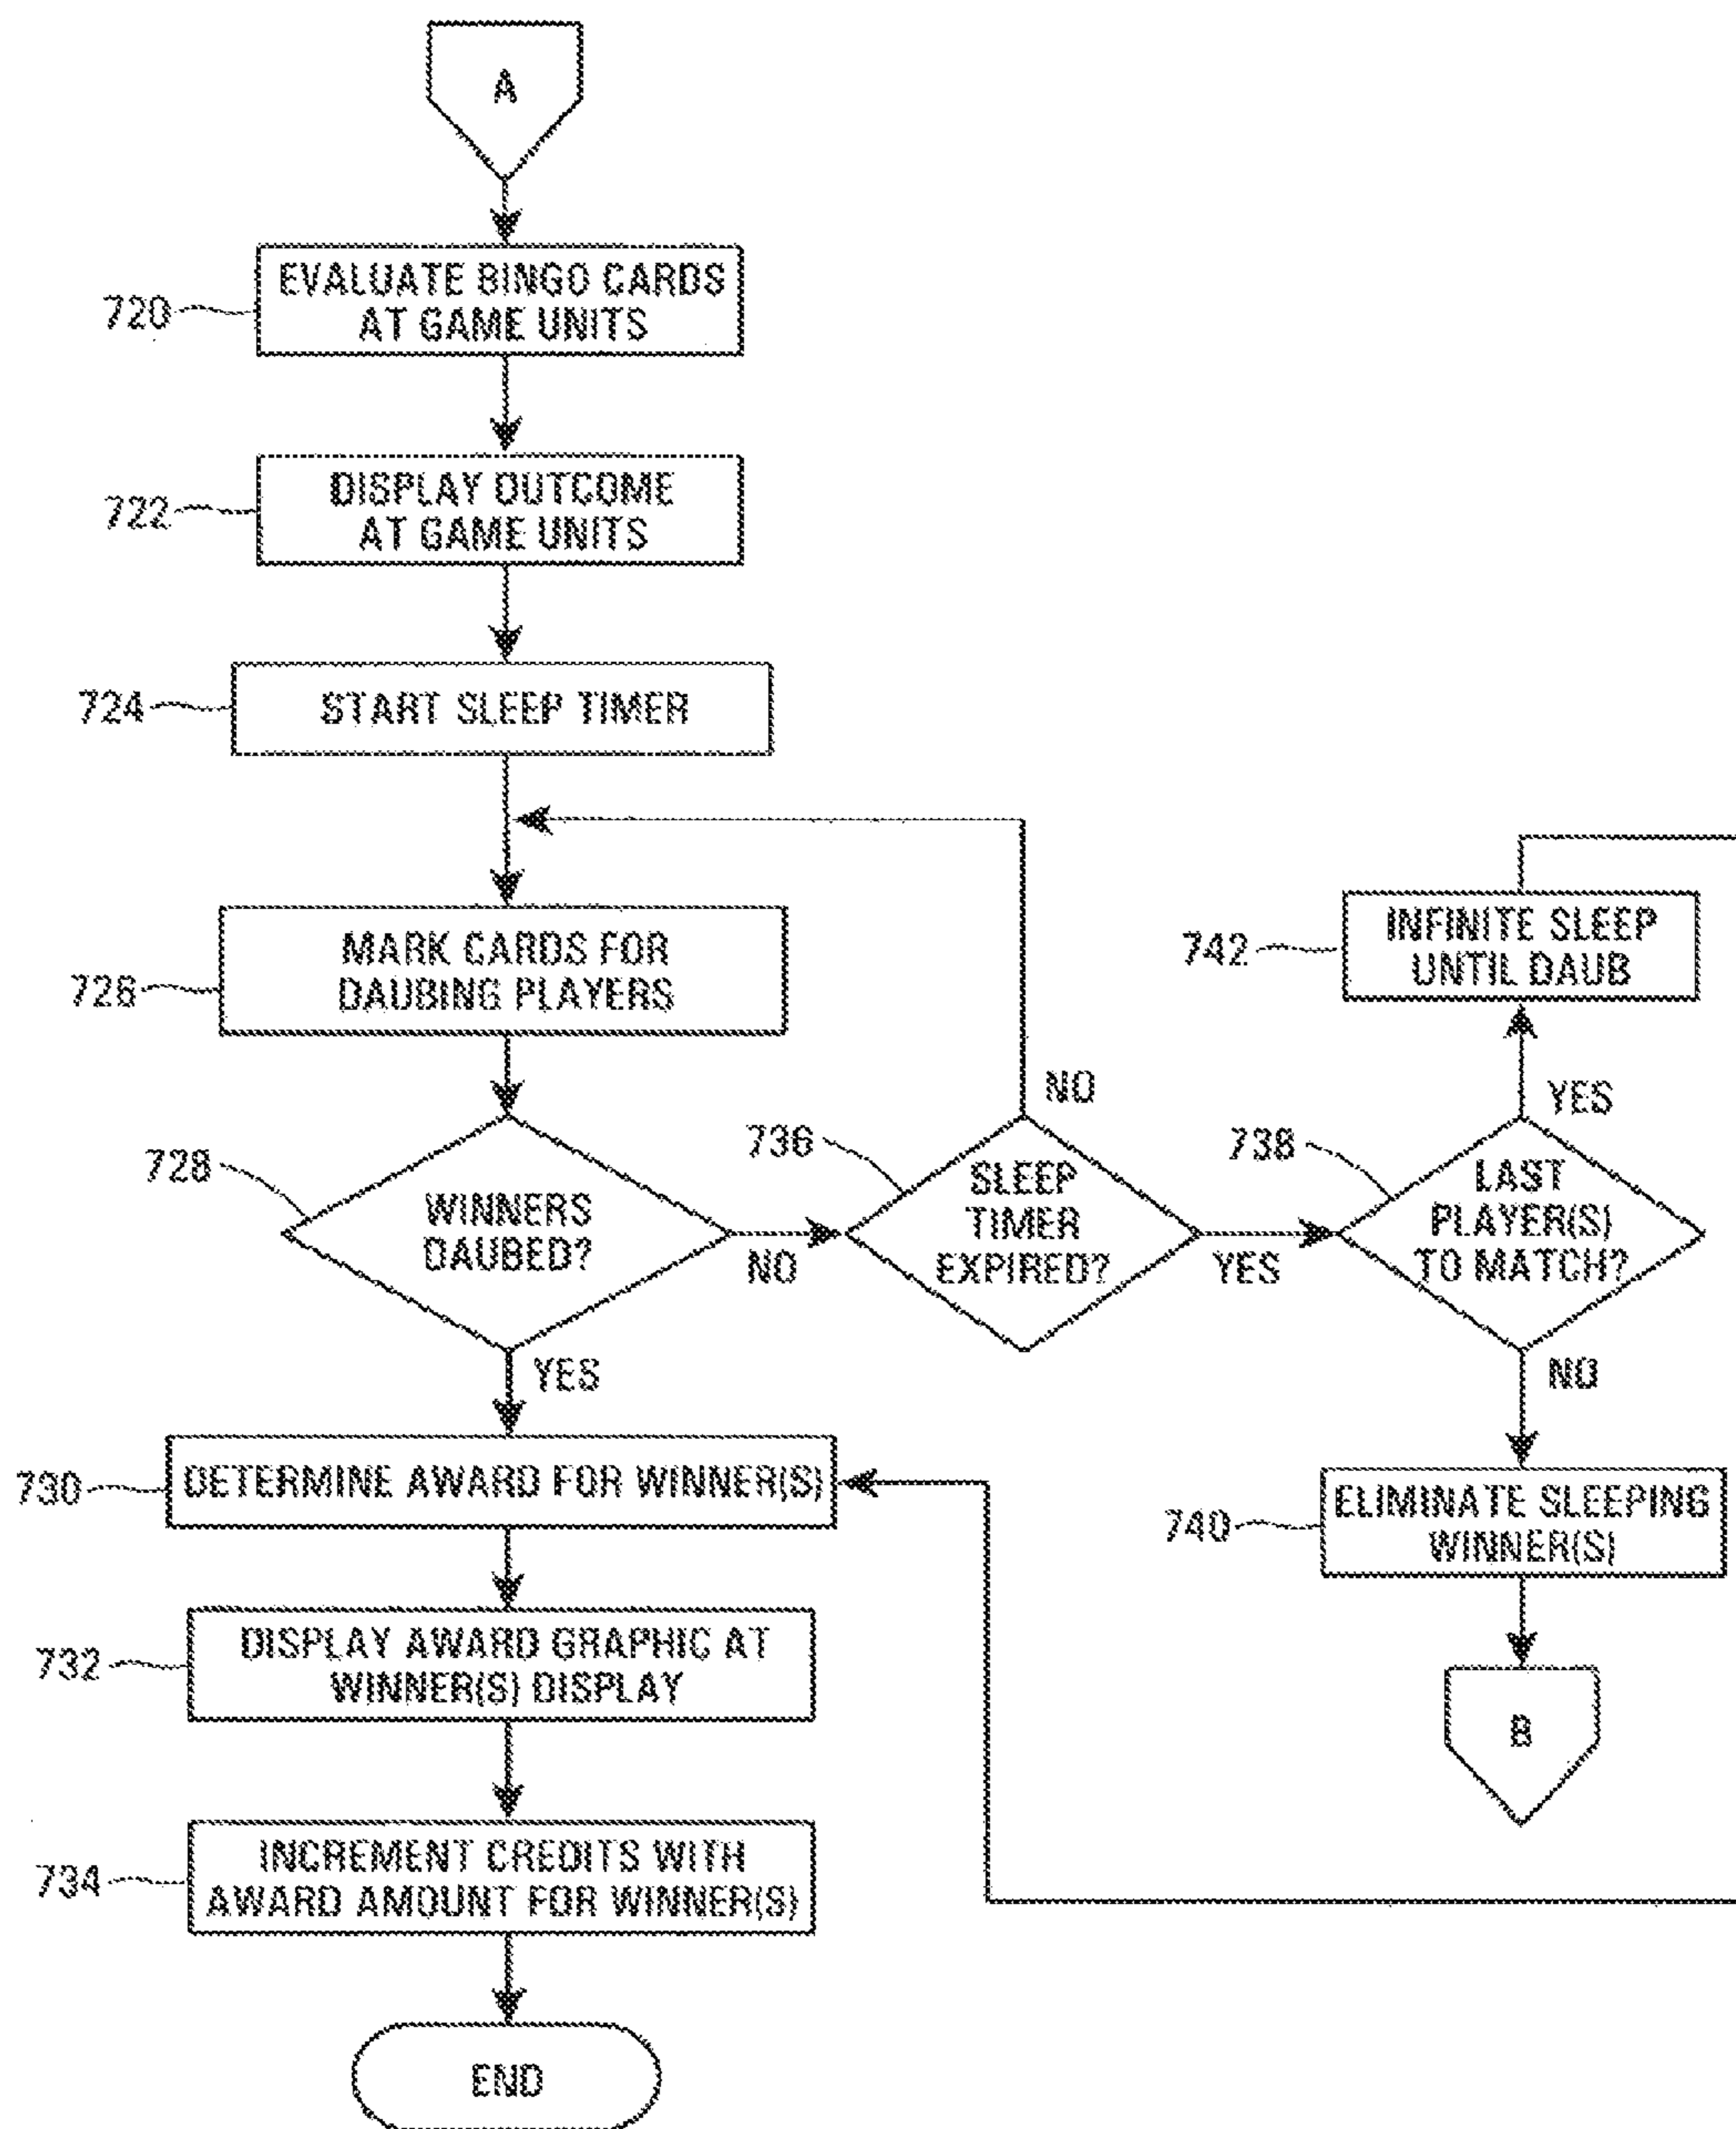 A
EVALUATE BINGO CARDS
AT GAME UNITS
720
DISPLAY OUTCOME
AT GAME UNITS
722
START SLEEP TIMER
724
MARK CARDS FOR
DAUBING PLAYERS
726
INFINITE SLEEP
UNTIL DAUB
742
WINNERS
DAUBED?
728
NO
YES
SLEEP
TIMER
EXPIRED?
736
NO
YES
LAST
PLAYER(S)
TO MATCH?
738
YES
NO
DETERMINE AWARD FOR WINNER(S)
730
ELIMINATE SLEEPING
WINNER(S)
740
DISPLAY AWARD GRAPHIC AT
WINNER(S) DISPLAY
732
B
INCREMENT CREDITS WITH
AWARD AMOUNT FOR WINNER(S)
734
END